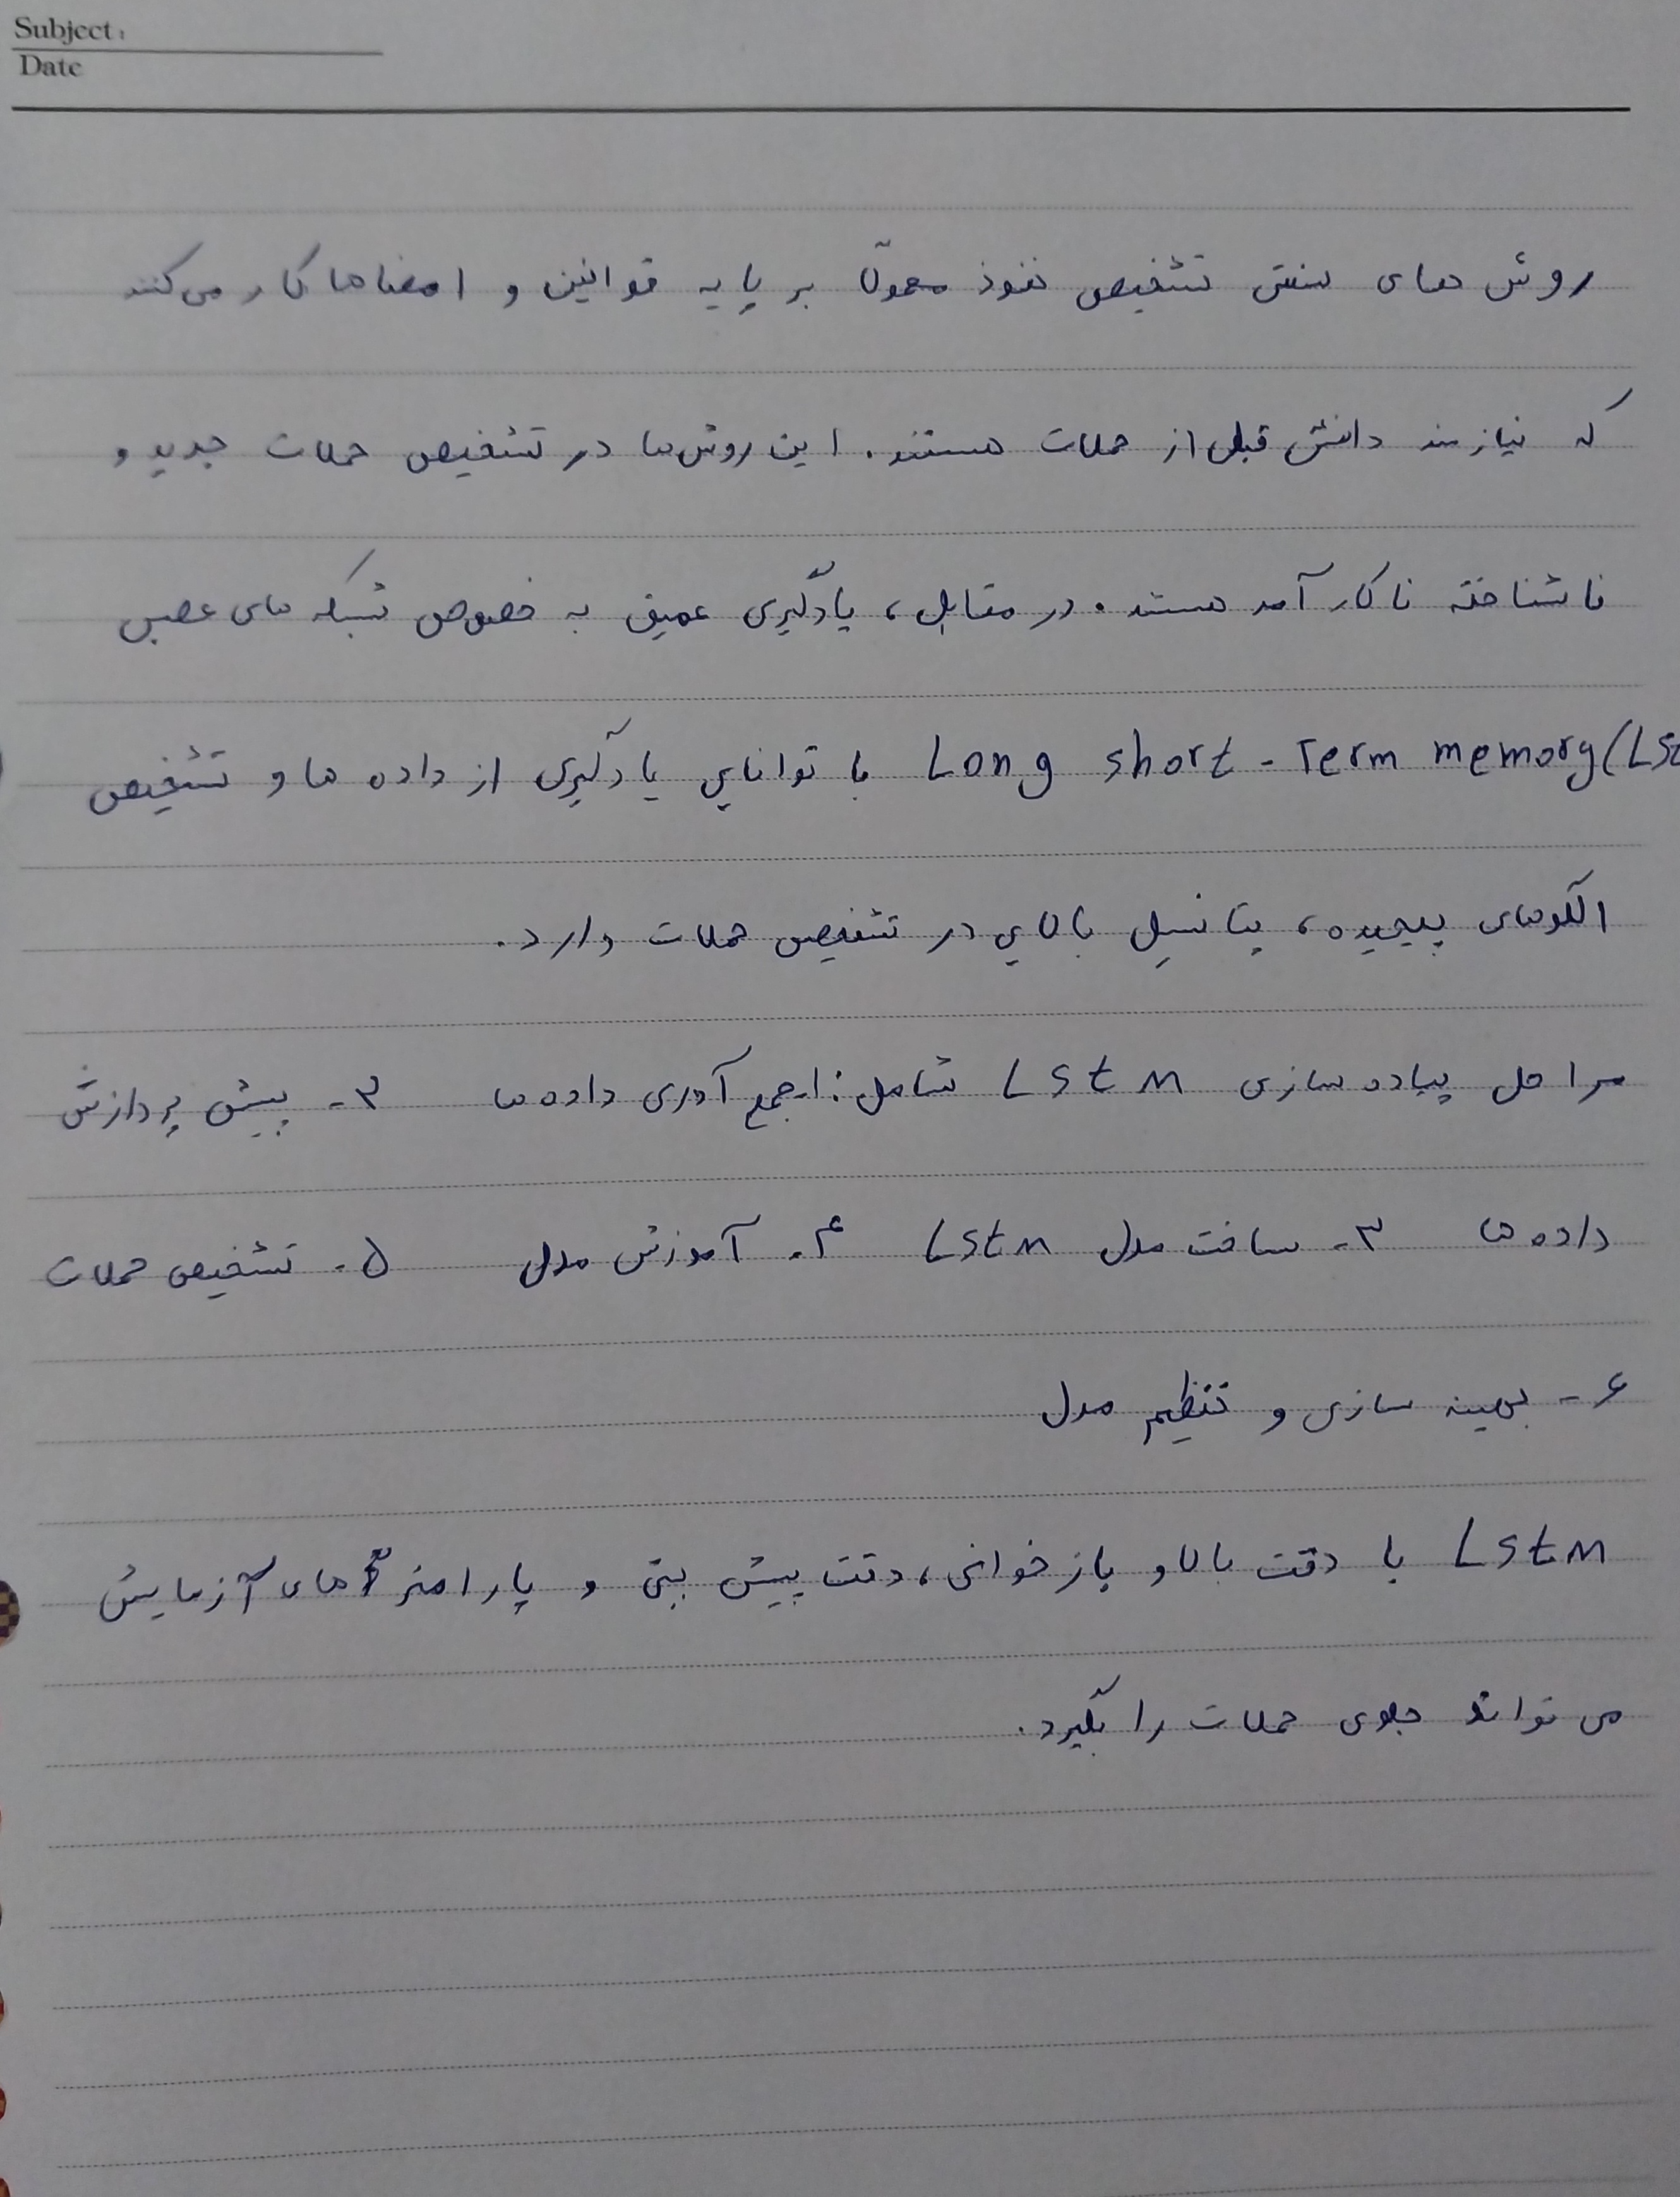 Subject:
Date
روش های سنتی تشخیص نفوذ معمولاً بر پایه قوانین و امضاها کار می‌کنند
که نیازمند دانش قبلی از حملات هستند. این روش‌ها در تشخیص حملات جدید و
ناشناخته ناکارآمد هستند. در مقابل، یادگیری عمیق به خصوص شبکه های عصبی
Long short-Term memory(Lst با توانایی یادگیری از داده ها و تشخیص
الگوهای پیچیده، پتانسیل بالایی در تشخیص حملات دارد.
مراحل پیاده سازی LStM شامل: ۱-جمع آوری داده ها ۲- پیش پردازش
داده ها ۳- ساخت مدل LStM ۴- آموزش مدل ۵- تشخیص حملات
۶- بهینه سازی و تنظیم مدل
LStM با دقت بالا و بازخوانی، دقت پیش بینی و پارامترهای آزمایش
می تواند جلوی حملات را بگیرد.